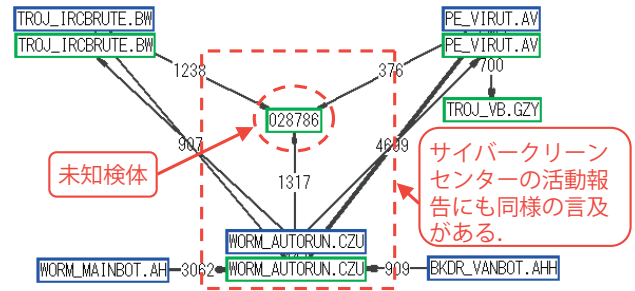 TROJ_IRCBRUTE.BW
PE_VIRUT.AV
TROJ_IRCBRUTE.BW
PE_VIRUT.AV
1238
376
700
TROJ_VB.GZY
028786
907
4699
未知検体
サイバークリーン
センターの活動報
告にも同様の言及
がある.
1317
WORM_AUTORUN.CZU
WORM_MAINBOT.AH
3062
WORM_AUTORUN.CZU
909
BKDR_VANBOT.AHH